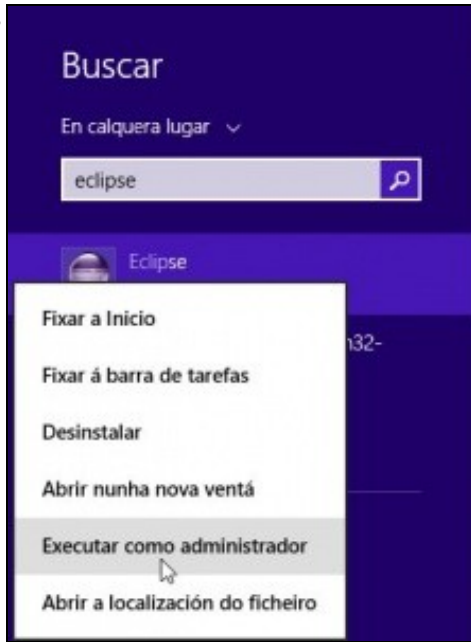 Buscar
En calquera lugar
eclipse
Eclipse
Fixar a Inicio
n32-
Fixar á barra de tarefas
Desinstalar
Abrir nunha nova ventá
Executar como administrador
Abrir a localización do ficheiro